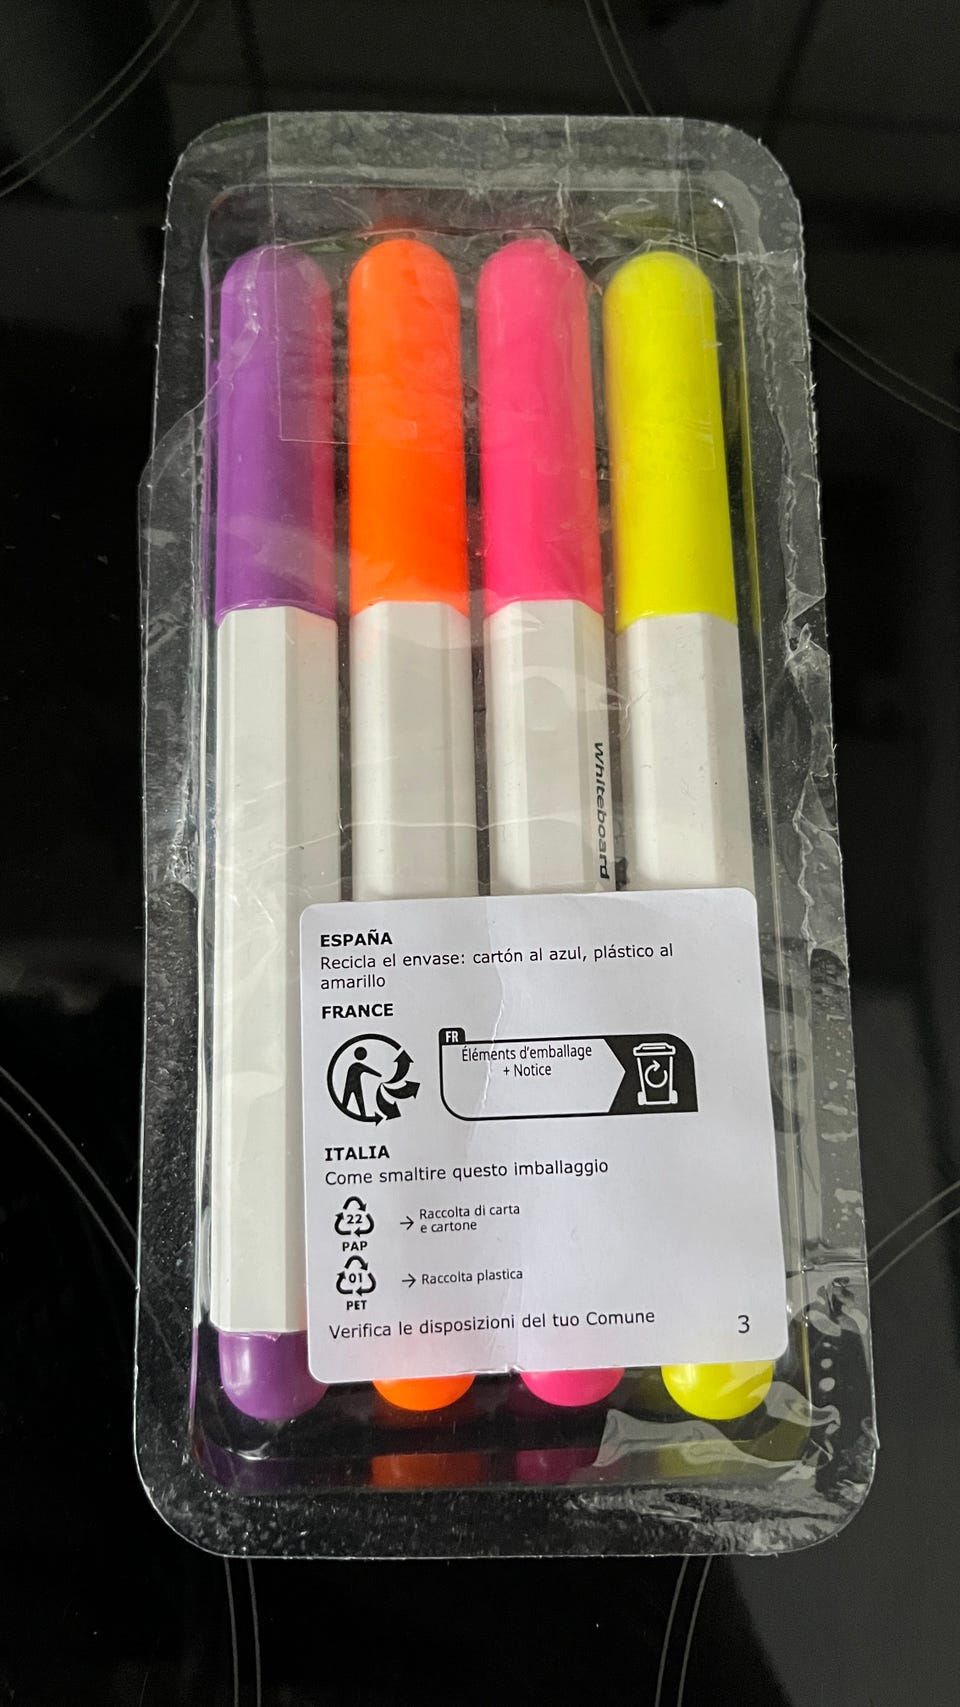 Whiteboard
ESPAÑA
Recicla el envase: cartón al azul, plástico al
amarillo
FRANCE
FR
Éléments d'emballage
+ Notice
ITALIA
Come smaltire questo imballaggio
22
PAP
→ Raccolta di carta
e cartone
01
PET
→ Raccolta plastica
Verifica le disposizioni del tuo Comune
3